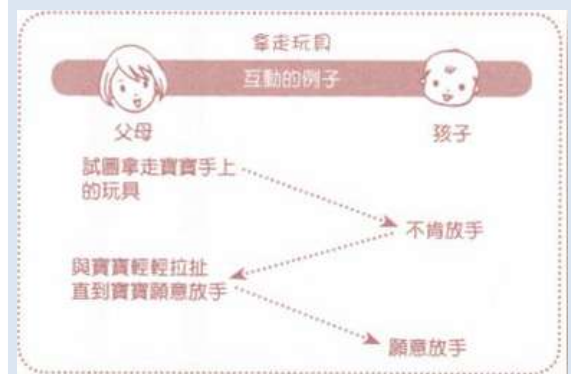 拿走玩具
互動的例子
父母
孩子
試圖拿走寶寶手上
的玩具
不肯放手
與寶寶輕輕拉扯
直到寶寶願意放手
願意放手